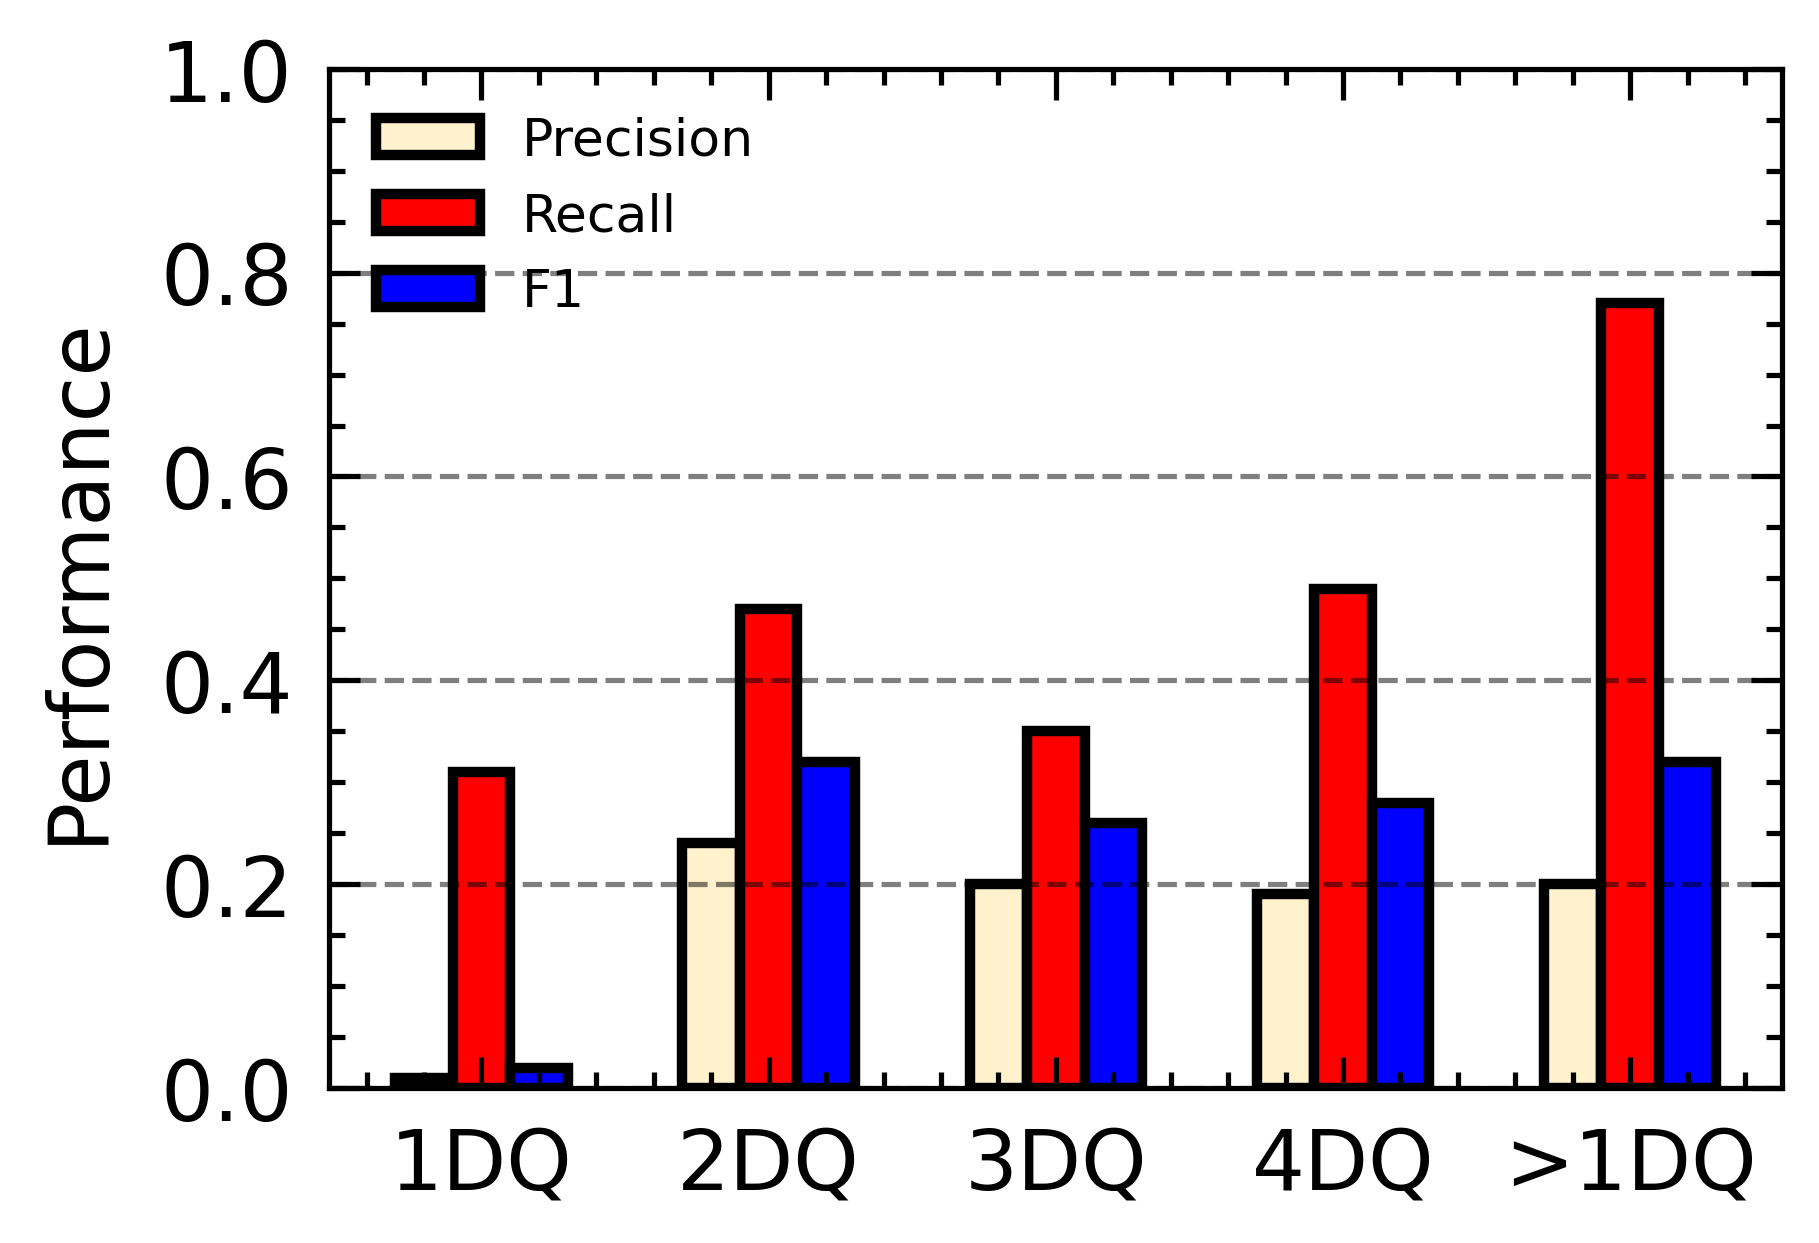 1.0
0.8
0.6
0.4
0.2
0.0
Performance
Precision
Recall
F1
1DQ 2DQ 3DQ 4DQ >1DQ